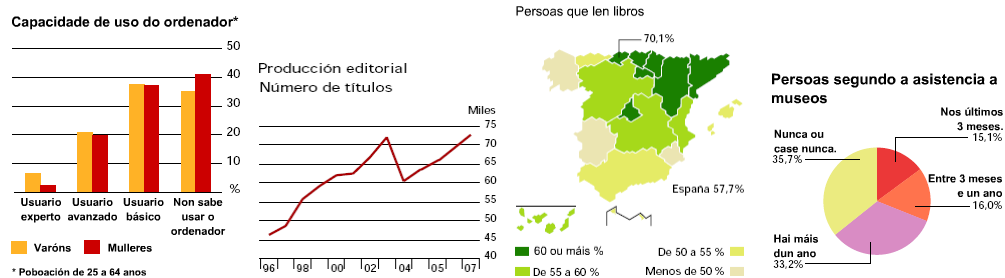 Capacidade de uso do ordenador*
50
40
30
20
10
%
Usuario
experto
Usuario
avanzado
Usuario
básico
Non sabe
usar o
ordenador
Varóns
Mulleres
* Poboación de 25 a 64 anos
Producción editorial
Número de títulos
Miles
75
70
65
60
55
50
45
40
96
98
00
02
04
06
07
Persoas que len libros
70,1%
España 57,7%
60 ou máis %
De 55 a 60 %
De 50 a 55 %
Menos de 50 %
Persoas segundo a asistencia a
museos
Nos últimos
3 meses.
15,1%
Nunca ou
case nunca.
35,7%
Entre 3 meses
e un ano
16,0%
Hai máis
dun ano
33,2%